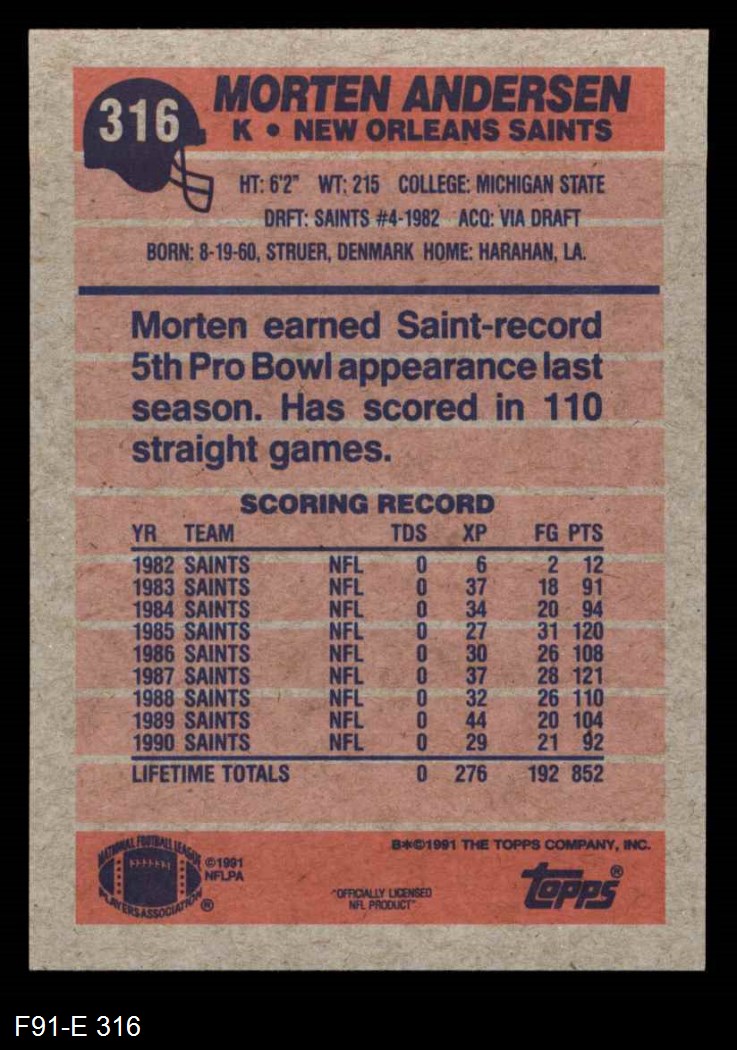 316
MORTEN ANDERSEN
K • NEW ORLEANS SAINTS
HT: 6'2" WT: 215 COLLEGE: MICHIGAN STATE
DRFT: SAINTS #4-1982 ACQ: VIA DRAFT
BORN: 8-19-60, STRUER, DENMARK HOME: HARAHAN, LA.
Morten earned Saint-record
5th Pro Bowl appearance last
season. Has scored in 110
straight games.
SCORING RECORD
YR TEAM TDS XP FG PTS
1982 SAINTS NFL 0 6 2 12
1983 SAINTS NFL 0 37 18 91
1984 SAINTS NFL 0 34 20 94
1985 SAINTS NFL 0 27 31 120
1986 SAINTS NFL 0 30 26 108
1987 SAINTS NFL 0 37 28 121
1988 SAINTS NFL 0 32 26 110
1989 SAINTS NFL 0 44 20 104
1990 SAINTS NFL 0 29 21 92
LIFETIME TOTALS 0 276 192 852
B*©1991 THE TOPPS COMPANY, INC.
NATIONAL FOOTBALL LEAGUE
PLAYERS ASSOCIATION ®
©1991
NFLPA
"OFFICIALLY LICENSED
NFL PRODUCT"
topps®
F91-E 316